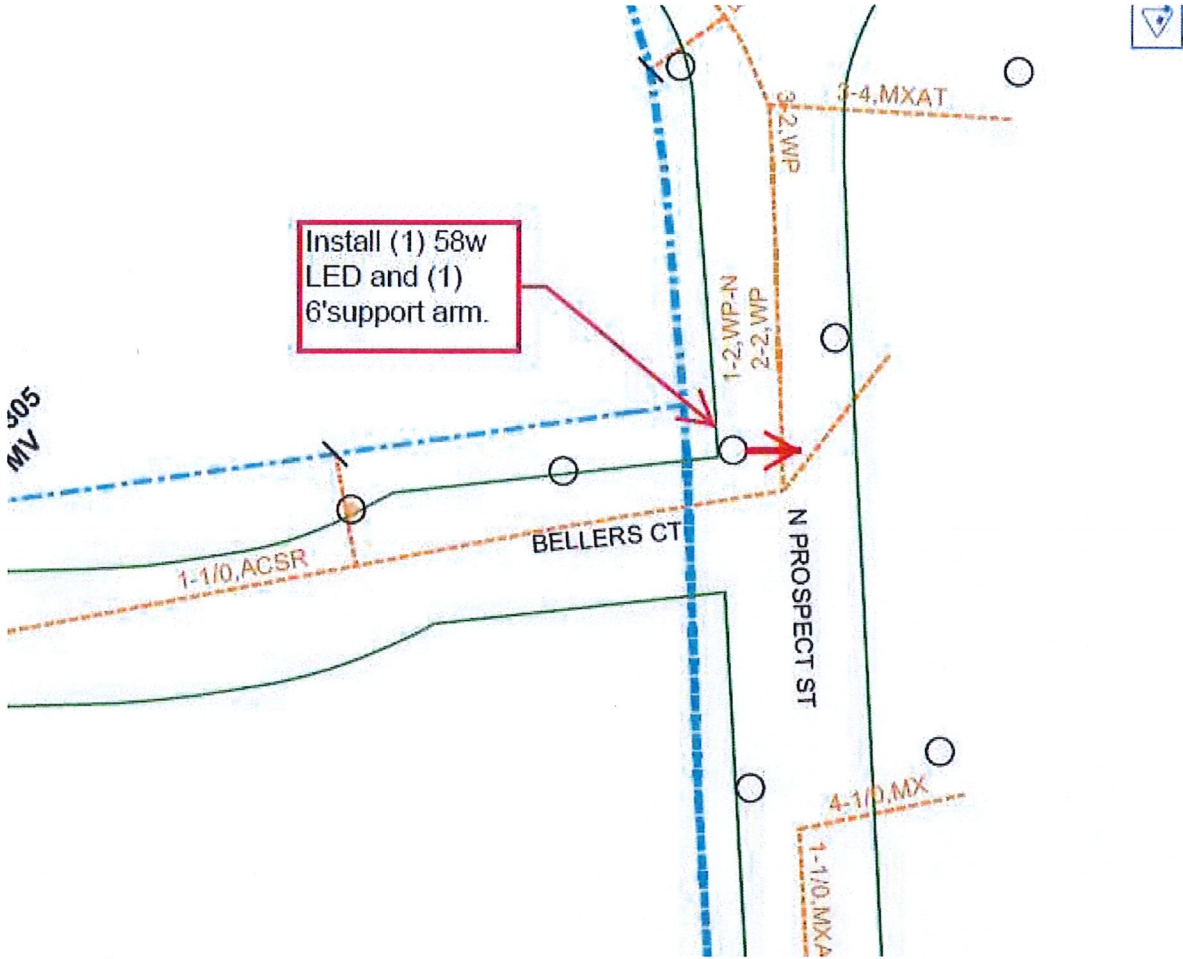 3-4,MXAT
3-2,WP
Install (1) 58w
LED and (1)
6'support arm.
1-2,WP-N
2-2,WP
MV
BELLERS CT
1-1/0,ACSR
N PROSPECT ST
4-1/0,MX
1-1/0,MXA